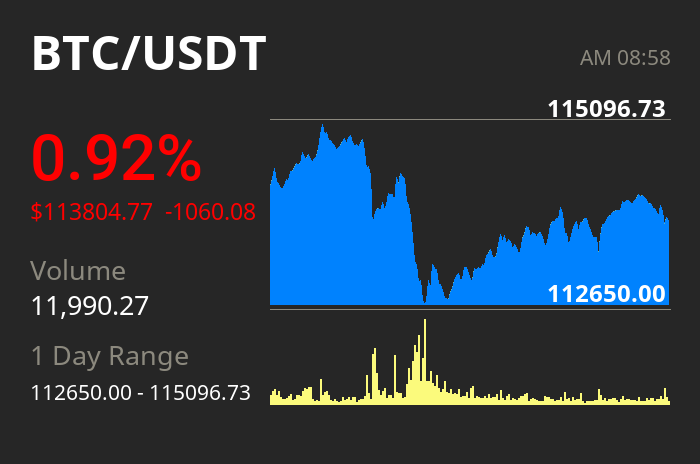 BTC/USDT
AM 08:58
115096.73
0.92%
$113804.77 -1060.08
Volume
11,990.27
112650.00
1 Day Range
112650.00 - 115096.73